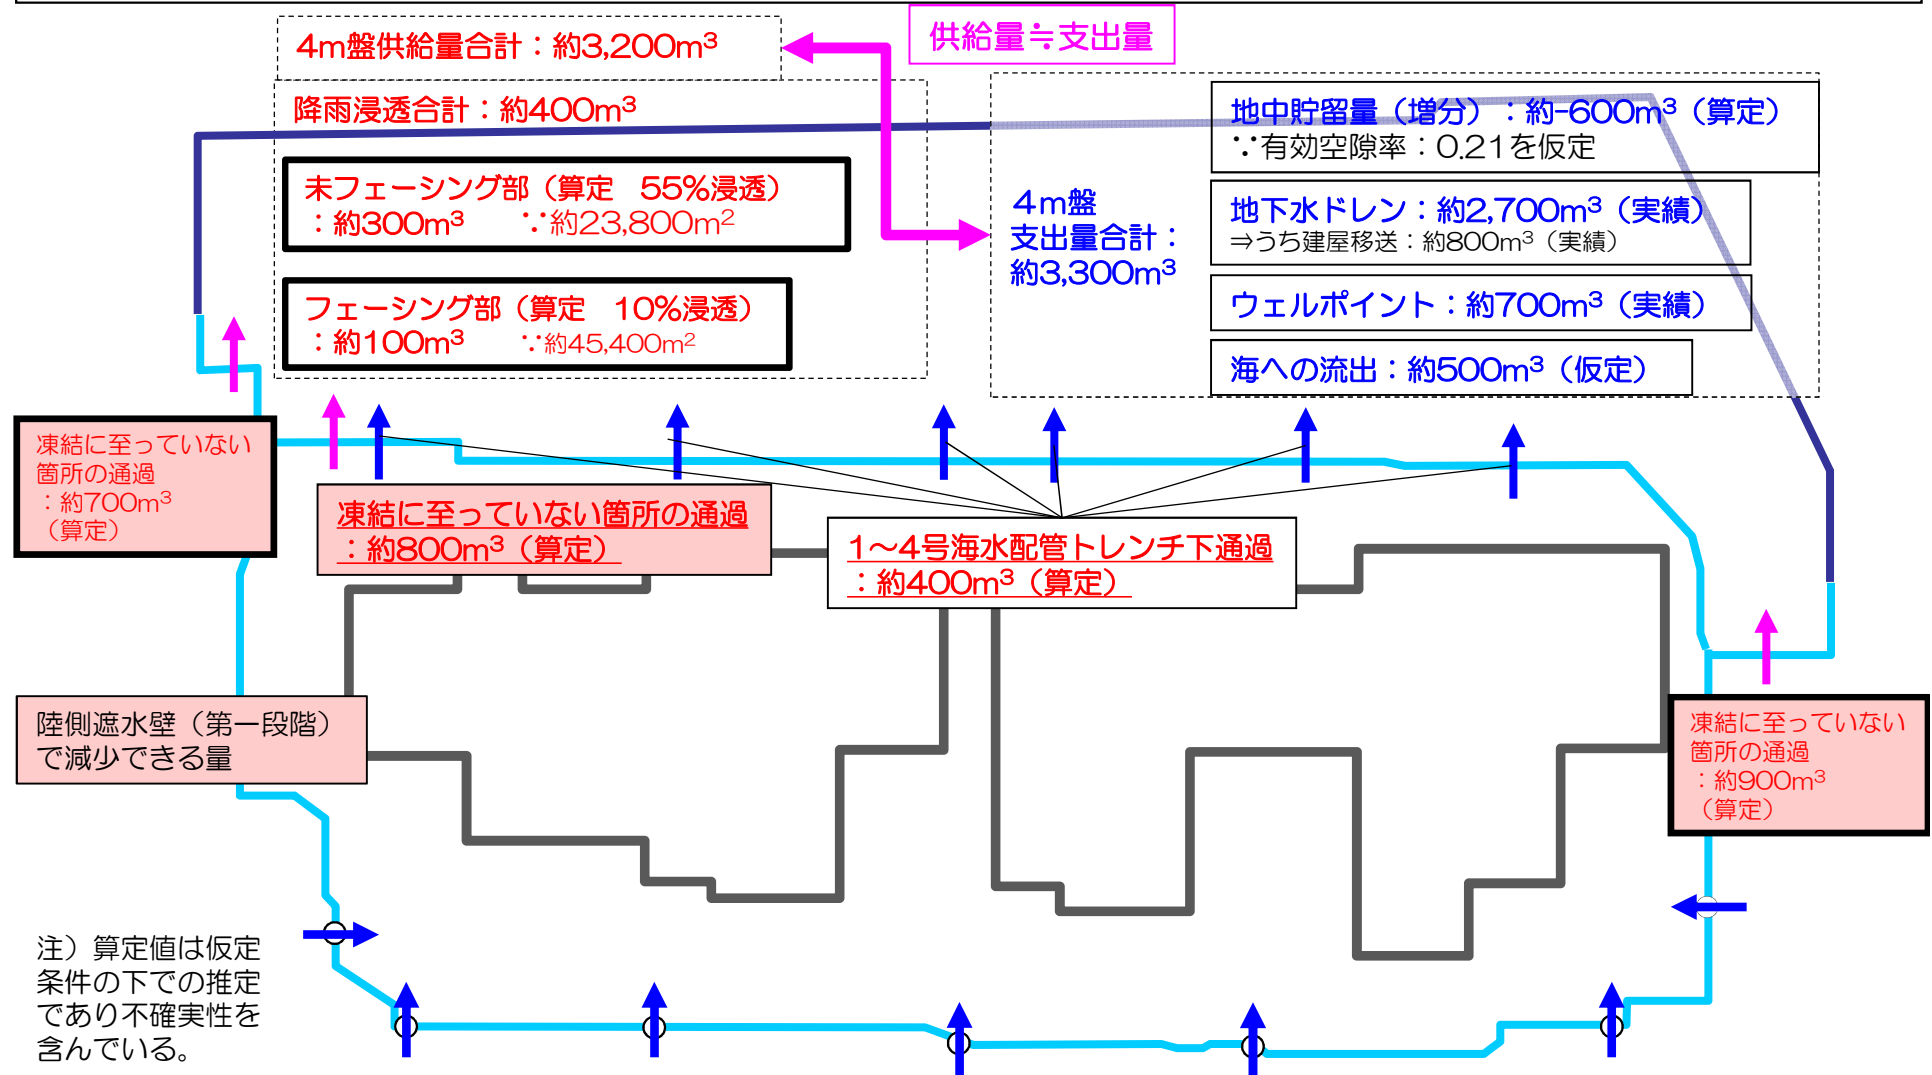 供給量≒支出量
4m盤供給量合計：約3,200m³
降雨浸透合計：約400m³
未フェーシング部（算定　55%浸透）
：約300m³　　∵約23,800m²
フェーシング部（算定　10%浸透）
：約100m³　　∵約45,400m²
4m盤
支出量合計：
約3,300m³
地中貯留量（増分）：約-600m³（算定）
∵有効空隙率：0.21を仮定
地下水ドレン：約2,700m³（実績）
⇒うち建屋移送：約800m³（実績）
ウェルポイント：約700m³（実績）
海への流出：約500m³（仮定）
凍結に至っていない
箇所の通過
：約700m³
（算定）
凍結に至っていない箇所の通過
：約800m³（算定）
1～4号海水配管トレンチ下通過
：約400m³（算定）
陸側遮水壁（第一段階）
で減少できる量
凍結に至っていない
箇所の通過
：約900m³
（算定）
注）算定値は仮定
条件の下での推定
であり不確実性を
含んでいる。